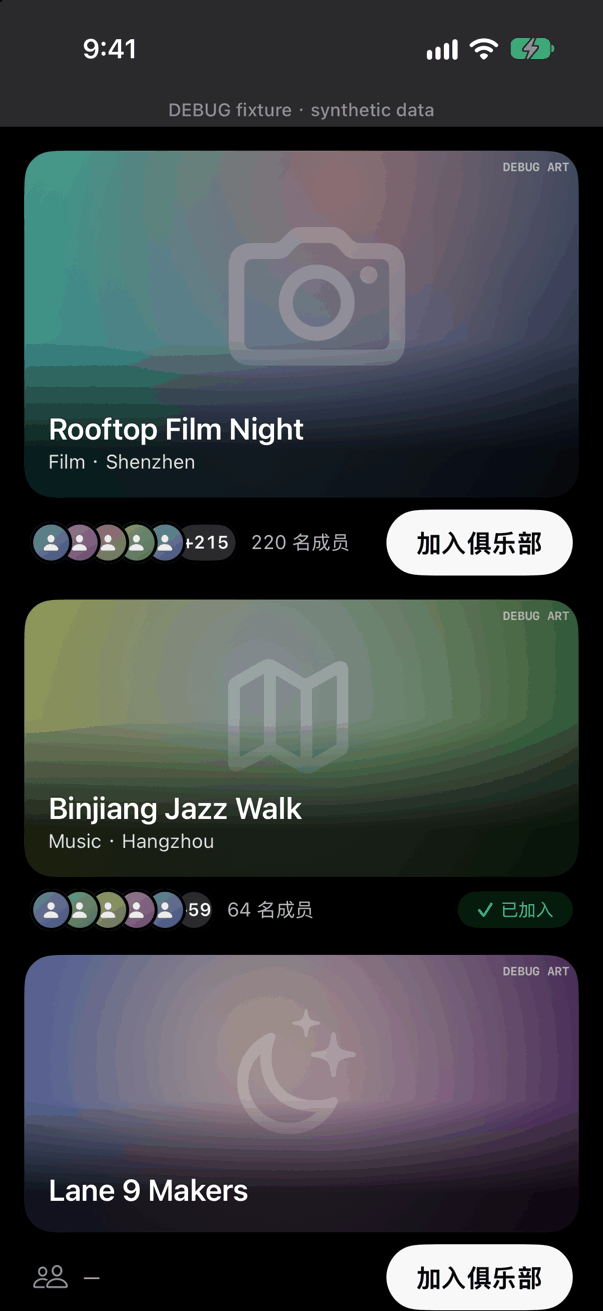 9:41
DEBUG fixture · synthetic data
DEBUG ART
Rooftop Film Night
Film · Shenzhen
+215 220 名成员 加入俱乐部
DEBUG ART
Binjiang Jazz Walk
Music · Hangzhou
59 64 名成员 已加入
DEBUG ART
Lane 9 Makers
– 加入俱乐部